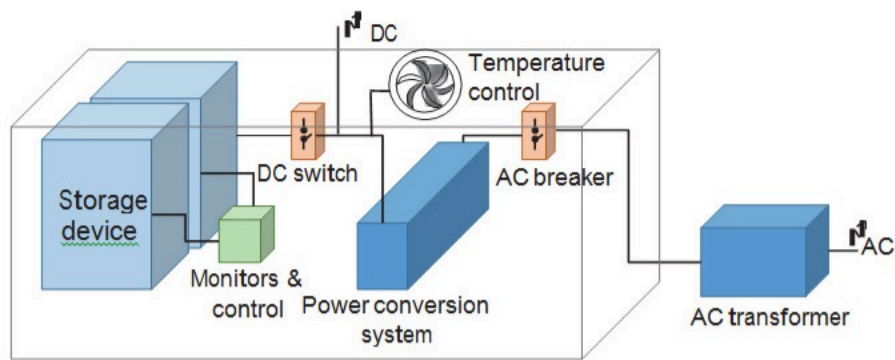 DC
Temperature
control
DC switch
AC breaker
Storage
device
Monitors &
control
Power conversion
system
AC
AC transformer